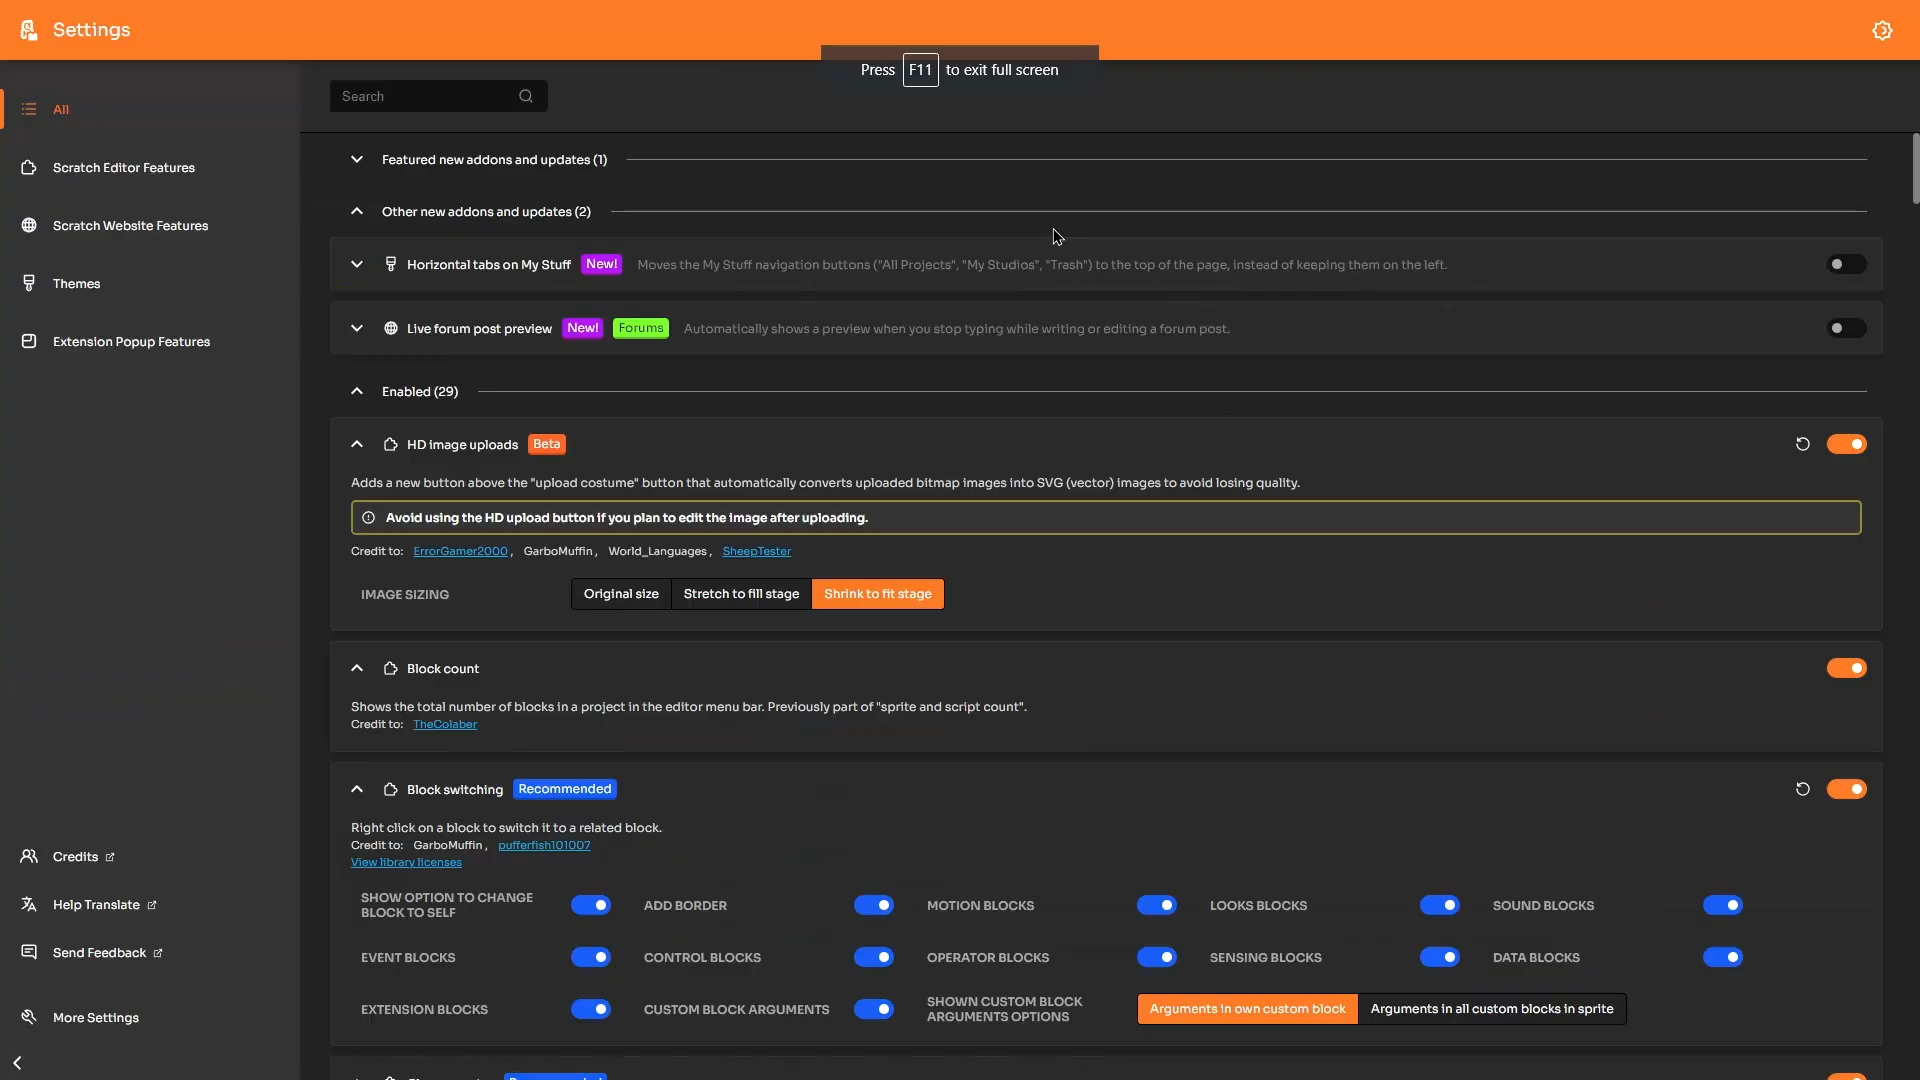 Settings
Press F11 to exit full screen
Search
All
Scratch Editor Features
Scratch Website Features
Themes
Extension Popup Features
Credits
Help Translate
Send Feedback
More Settings
Featured new addons and updates (1)
Other new addons and updates (2)
Horizontal tabs on My Stuff New! Moves the My Stuff navigation buttons ("All Projects", "My Studios", "Trash") to the top of the page, instead of keeping them on the left.
Live forum post preview New! Forums Automatically shows a preview when you stop typing while writing or editing a forum post.
Enabled (29)
HD image uploads Beta
Adds a new button above the "upload costume" button that automatically converts uploaded bitmap images into SVG (vector) images to avoid losing quality.
Avoid using the HD upload button if you plan to edit the image after uploading.
Credit to: ErrorGamer2000, GarboMuffin, World_Languages, SheepTester
IMAGE SIZING Original size Stretch to fill stage Shrink to fit stage
Block count
Shows the total number of blocks in a project in the editor menu bar. Previously part of "sprite and script count".
Credit to: TheColaber
Block switching Recommended
Right click on a block to switch it to a related block.
Credit to: GarboMuffin, pufferfish101007
View library licenses
SHOW OPTION TO CHANGE
BLOCK TO SELF
ADD BORDER MOTION BLOCKS LOOKS BLOCKS SOUND BLOCKS
EVENT BLOCKS CONTROL BLOCKS OPERATOR BLOCKS SENSING BLOCKS DATA BLOCKS
EXTENSION BLOCKS CUSTOM BLOCK ARGUMENTS
SHOWN CUSTOM BLOCK
ARGUMENTS OPTIONS
Arguments in own custom block Arguments in all custom blocks in sprite